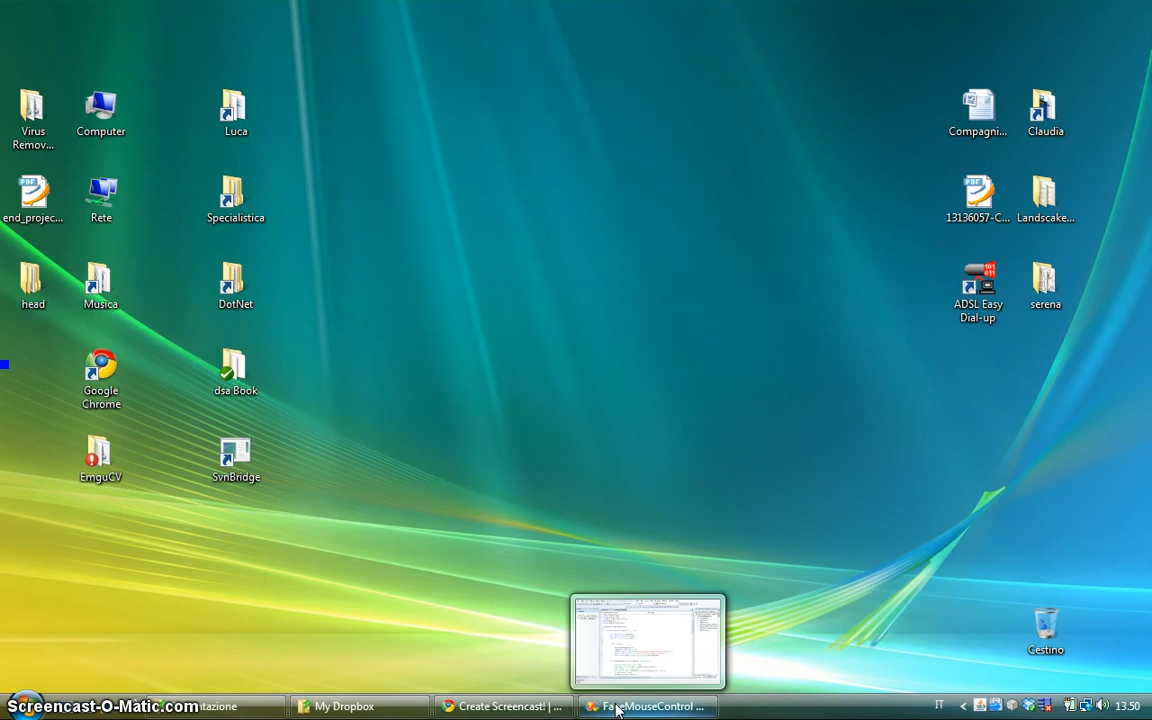 Virus
Remov...
Computer
Luca
Compagni...
Claudia
end_projec...
Rete
Specialistica
13136057-C...
Landscake...
head
Musica
DotNet
ADSL Easy
Dial-up
serena
Google
Chrome
dsa Book
EmguCV
SvnBridge
Cestino
Screencast-O-Matic.com
ntazione
My Dropbox
Create Screencast! | ...
FaceMouseControl ...
IT
13.50